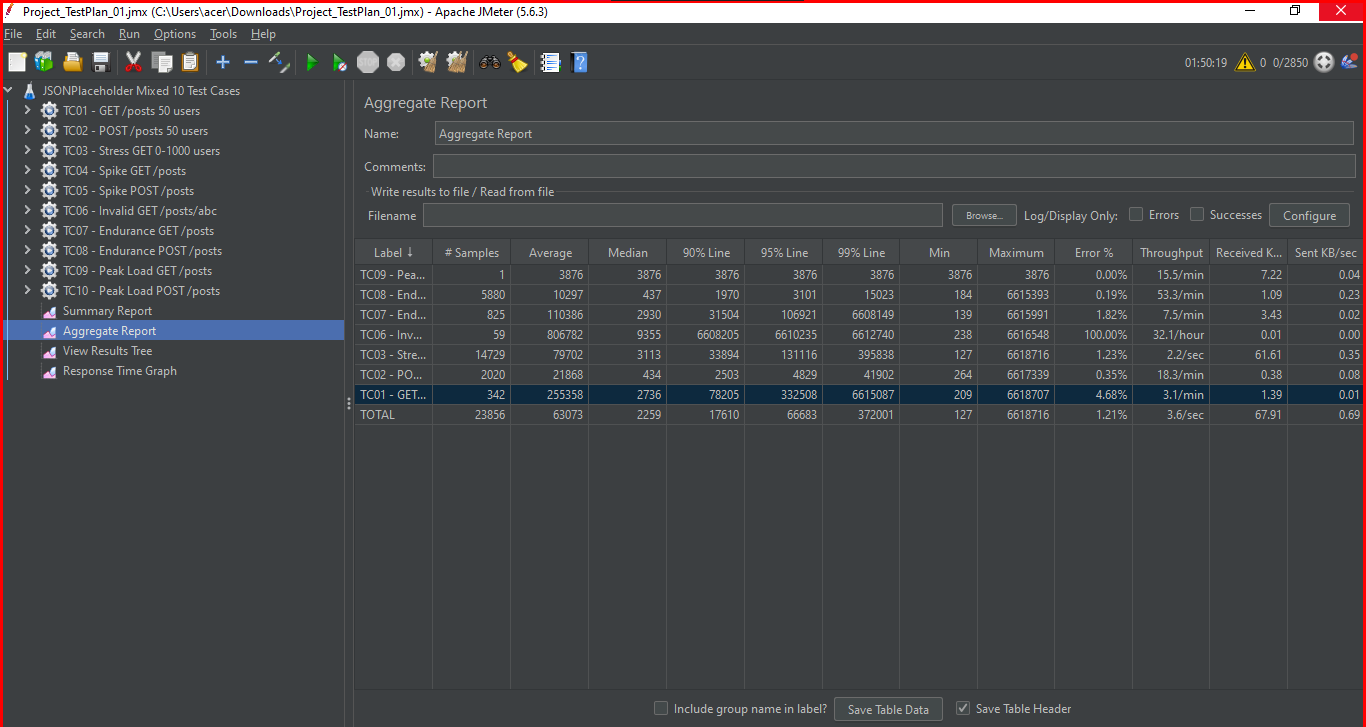 Project_TestPlan_01.jmx (C:\Users\acer\Downloads\Project_TestPlan_01.jmx) - Apache JMeter (5.6.3)
File Edit Search Run Options Tools Help
STOP 01:50:19 0 0/2850
JSONPlaceholder Mixed 10 Test Cases
TC01 - GET /posts 50 users
TC02 - POST /posts 50 users
TC03 - Stress GET 0-1000 users
TC04 - Spike GET /posts
TC05 - Spike POST /posts
TC06 - Invalid GET /posts/abc
TC07 - Endurance GET /posts
TC08 - Endurance POST /posts
TC09 - Peak Load GET /posts
TC10 - Peak Load POST /posts
Summary Report
Aggregate Report
View Results Tree
Response Time Graph
Aggregate Report
Name: Aggregate Report
Comments:
Write results to file / Read from file
Filename Browse... Log/Display Only: Errors Successes Configure
Label ↓ # Samples Average Median 90% Line 95% Line 99% Line Min Maximum Error % Throughput Received K... Sent KB/sec
TC09 - Pea... 1 3876 3876 3876 3876 3876 3876 3876 0.00% 15.5/min 7.22 0.04
TC08 - End... 5880 10297 437 1970 3101 15023 184 6615393 0.19% 53.3/min 1.09 0.23
TC07 - End... 825 110386 2930 31504 106921 6608149 139 6615991 1.82% 7.5/min 3.43 0.02
TC06 - Inv... 59 806782 9355 6608205 6610235 6612740 238 6616548 100.00% 32.1/hour 0.01 0.00
TC03 - Stre... 14729 79702 3113 33894 131116 395838 127 6618716 1.23% 2.2/sec 61.61 0.35
TC02 - PO... 2020 21868 434 2503 4829 41902 264 6617339 0.35% 18.3/min 0.38 0.08
TC01 - GET... 342 255358 2736 78205 332508 6615087 209 6618707 4.68% 3.1/min 1.39 0.01
TOTAL 23856 63073 2259 17610 66683 372001 127 6618716 1.21% 3.6/sec 67.91 0.69
Include group name in label? Save Table Data Save Table Header